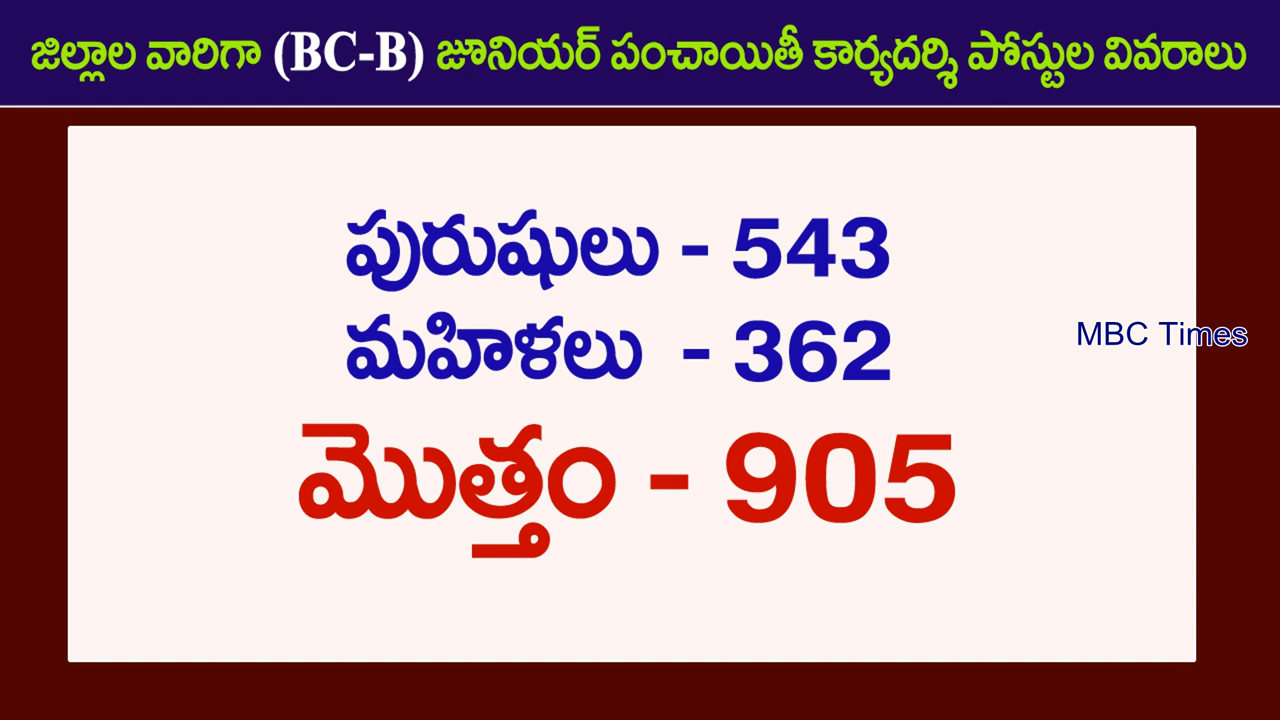 జిల్లాల వారిగా (BC-B) జూనియర్ పంచాయితీ కార్యదర్శి పోస్టుల వివరాలు
పురుషులు - 543
మహిళలు - 362
MBC Times
మొత్తం - 905